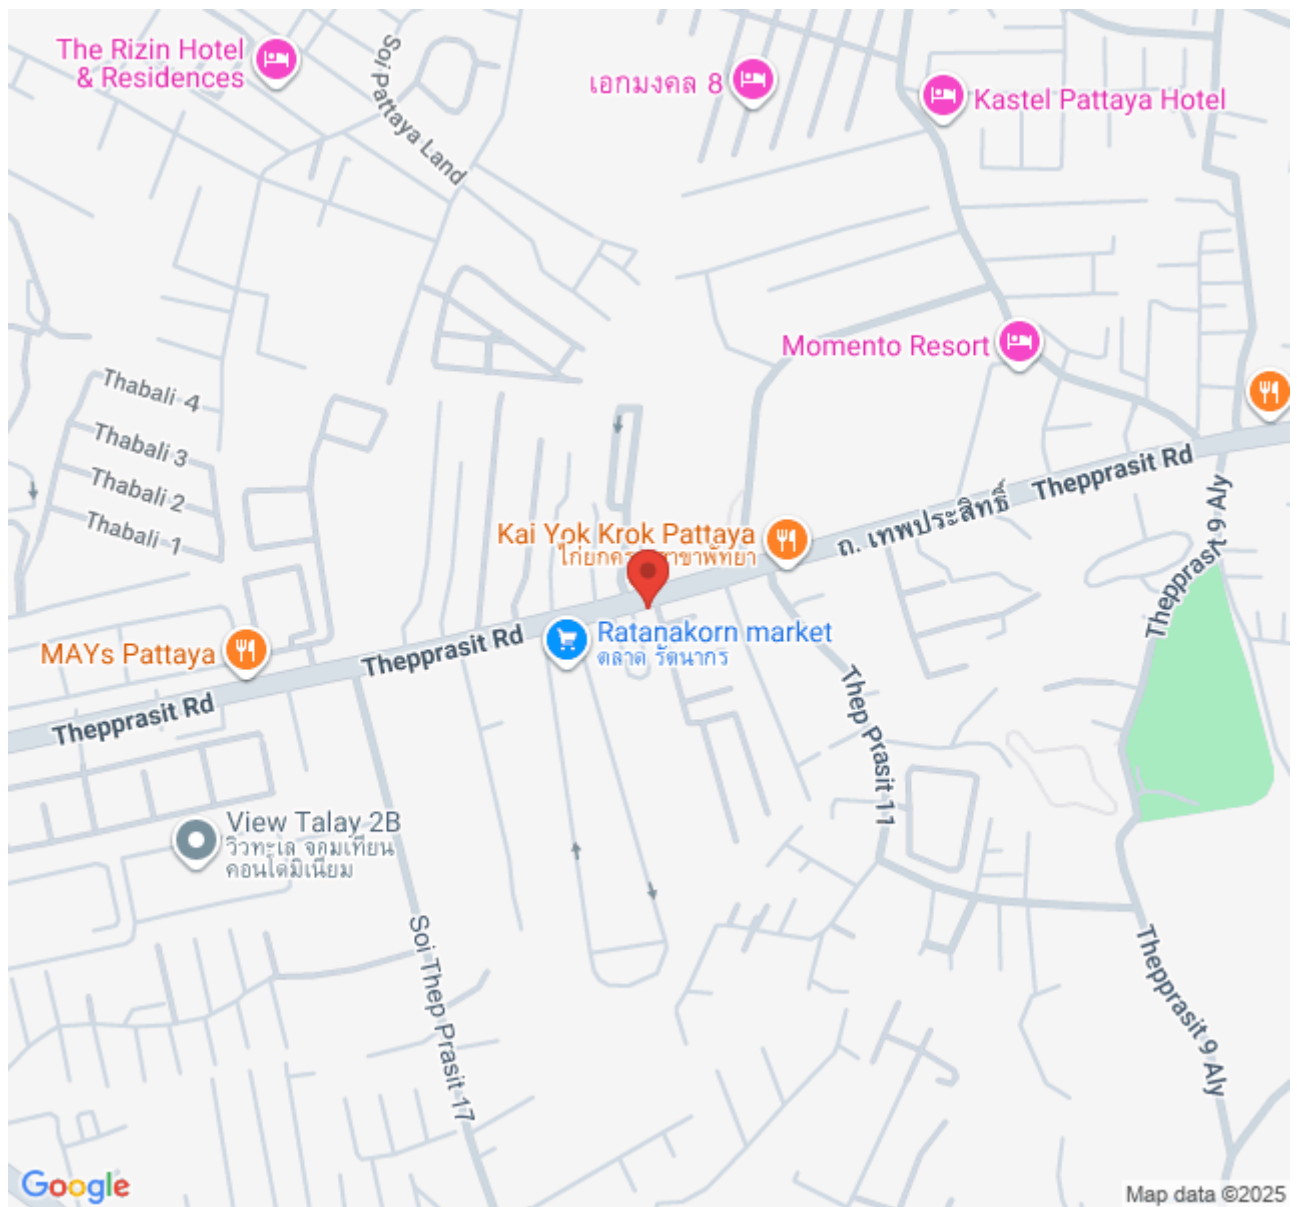 The Rizin Hotel
& Residences
Soi Pattaya Land
เอกมงคล 8
Kastel Pattaya Hotel
Momento Resort
Thabali 4
Thabali 3
Thabali 2
Thabali 1
Thepprasit Rd
ถ. เทพประสิทธิ์
Thepprasit 9 Aly
Kai Yok Krok Pattaya
MAYs Pattaya
Thepprasit Rd
Ratanakorn market
ตลาด รัตนากร
Thepprasit Rd
Thep Prasit 11
View Talay 2B
วิวทะเล จอมเทียน
คอนโดมิเนียม
Soi Thep Prasit 17
Thepprasit 9 Aly
Google
Map data ©2025